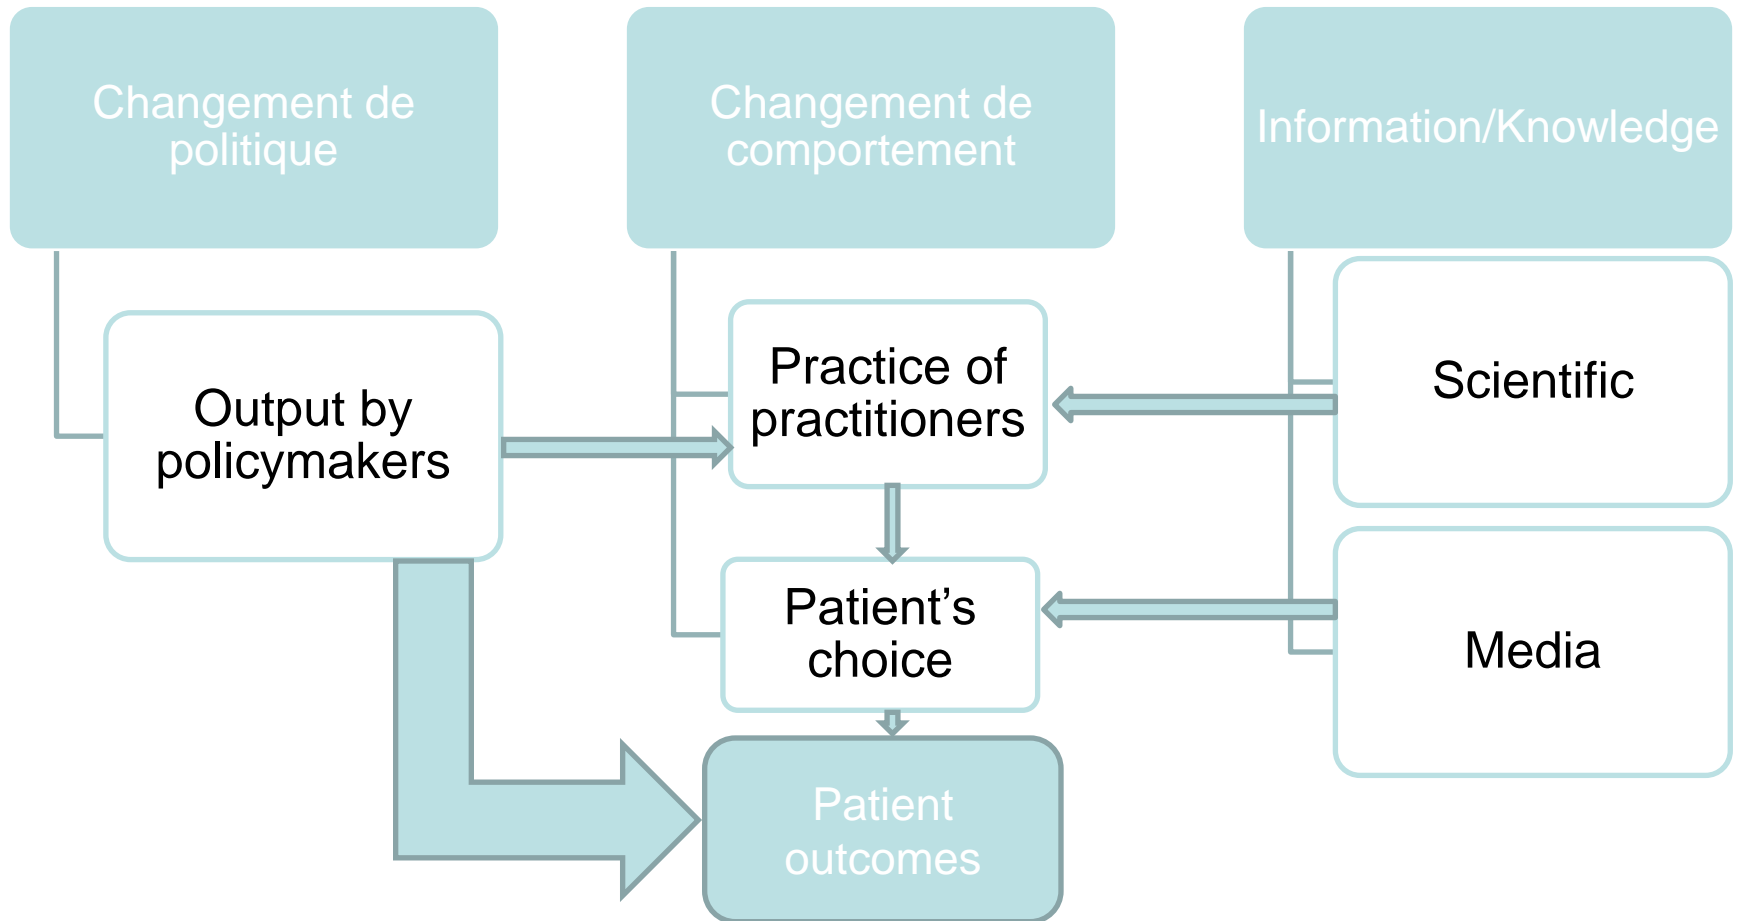 Changement de
politique
Changement de
comportement
Information/Knowledge
Output by
policymakers
Practice of
practitioners
Scientific
Patient’s
choice
Media
Patient
outcomes